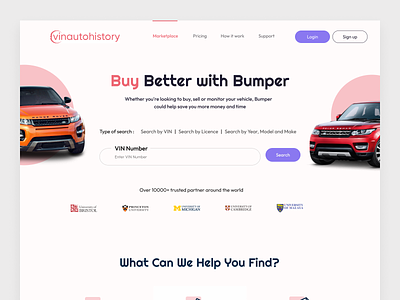 vinautohistory
Marketplace Pricing How it work Support Login Sign up
Buy Better with Bumper
Whether you're looking to buy, sell or monitor your vehicle, Bumper
could help save you more money and time
Type of search : Search by VIN | Search by Licence | Search by Year, Model and Make
VIN Number
Enter VIN Number
Search
Over 10000+ trusted partner around the world
University of BRISTOL PRINCETON UNIVERSITY UNIVERSITY OF MICHIGAN UNIVERSITY OF CAMBRIDGE UNIVERSITY OF MALAYA
What Can We Help You Find?